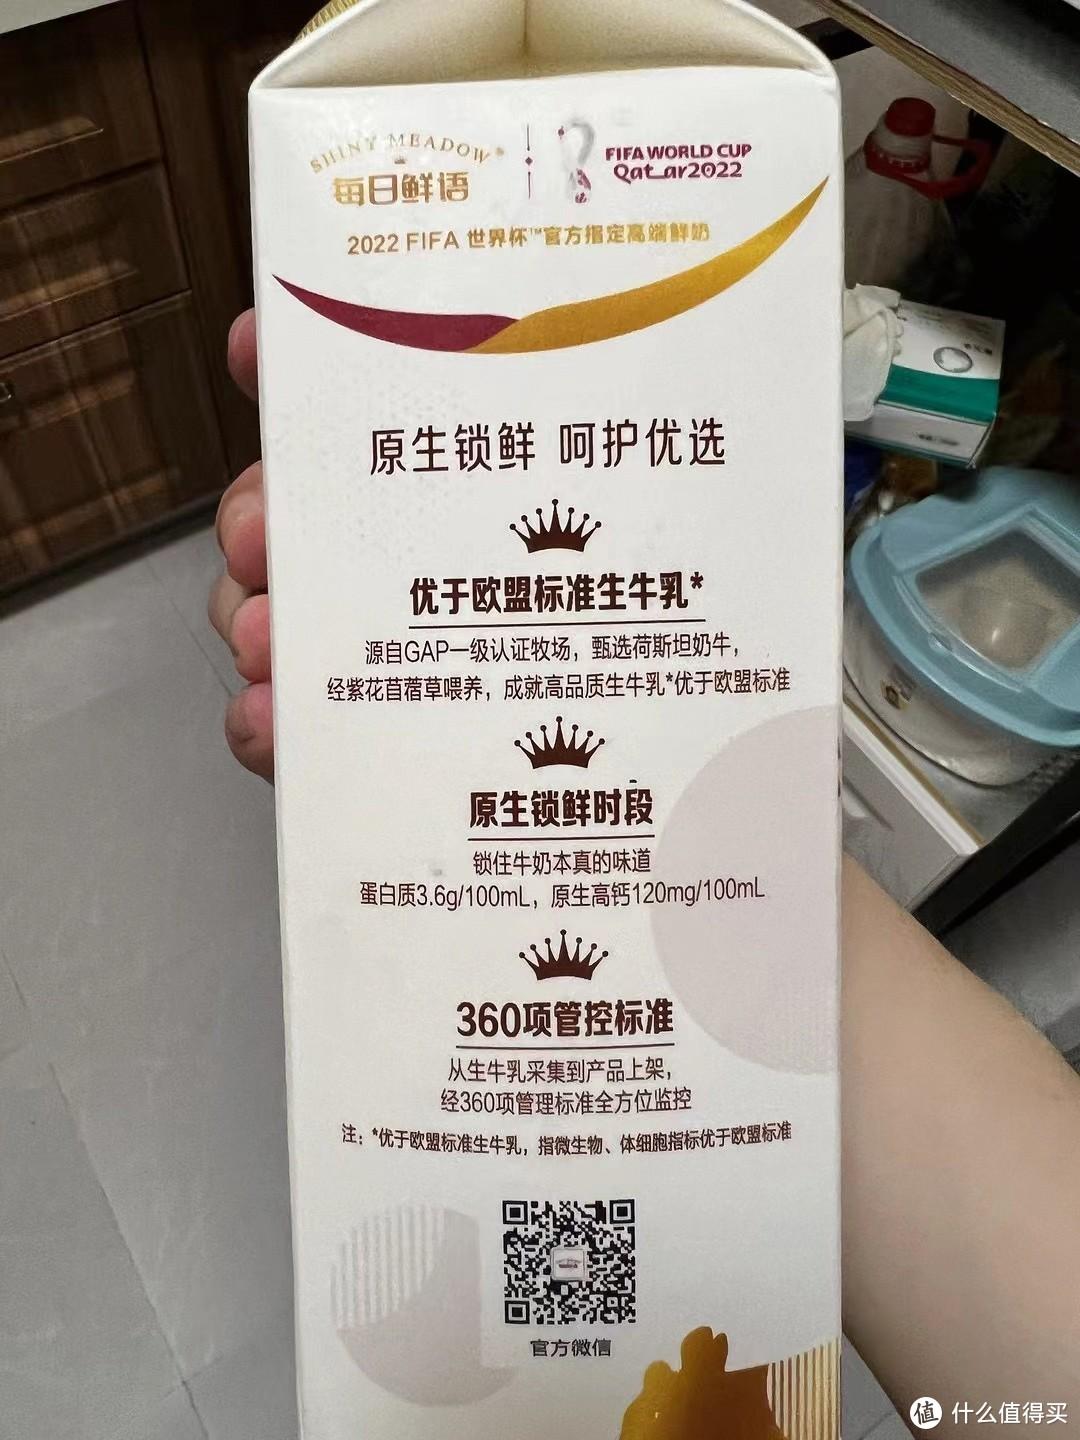 SHINY MEADOW®
每日鲜语
FIFA WORLD CUP
Qatar2022
2022 FIFA 世界杯™官方指定高端鲜奶
原生锁鲜 呵护优选
优于欧盟标准生牛乳*
源自GAP一级认证牧场，甄选荷斯坦奶牛，
经紫花苜蓿草喂养，成就高品质生牛乳*优于欧盟标准
原生锁鲜时段
锁住牛奶本真的味道
蛋白质3.6g/100mL，原生高钙120mg/100mL
360项管控标准
从生牛乳采集到产品上架，
经360项管理标准全方位监控
注：*优于欧盟标准生牛乳，指微生物、体细胞指标优于欧盟标准
官方微信
值 什么值得买